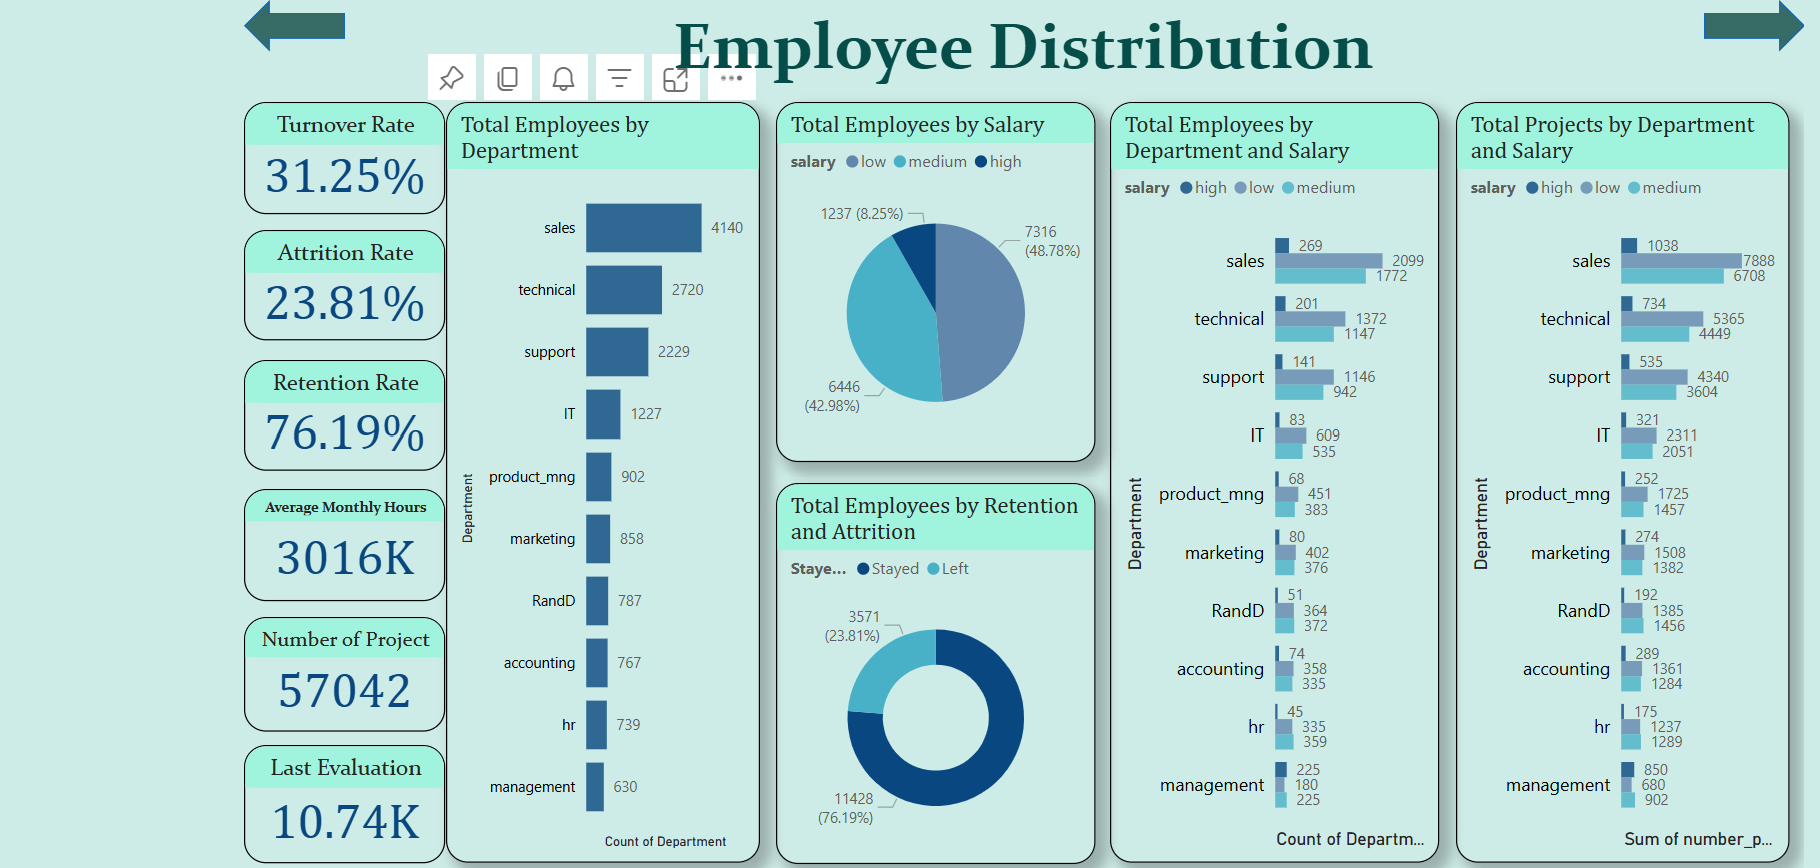 Employee Distribution
Turnover Rate
31.25%
Attrition Rate
23.81%
Retention Rate
76.19%
Average Monthly Hours
3016K
Number of Project
57042
Last Evaluation
10.74K
Total Employees by
Department
Department
sales 4140
technical 2720
support 2229
IT 1227
product_mng 902
marketing 858
RandD 787
accounting 767
hr 739
management 630
Count of Department
Total Employees by Salary
salary low medium high
1237 (8.25%)
7316
(48.78%)
6446
(42.98%)
Total Employees by Retention
and Attrition
Staye... Stayed Left
3571
(23.81%)
11428
(76.19%)
Total Employees by
Department and Salary
salary high low medium
Department
269
sales 2099
1772
201
technical 1372
1147
141
support 1146
942
83
IT 609
535
68
product_mng 451
383
80
marketing 402
376
51
RandD 364
372
74
accounting 358
335
45
hr 335
359
225
management 180
225
Count of Departm...
Total Projects by Department
and Salary
salary high low medium
Department
1038
sales 7888
6708
734
technical 5365
4449
535
support 4340
3604
321
IT 2311
2051
252
product_mng 1725
1457
274
marketing 1508
1382
192
RandD 1385
1456
289
accounting 1361
1284
175
hr 1237
1289
850
management 680
902
Sum of number_p...